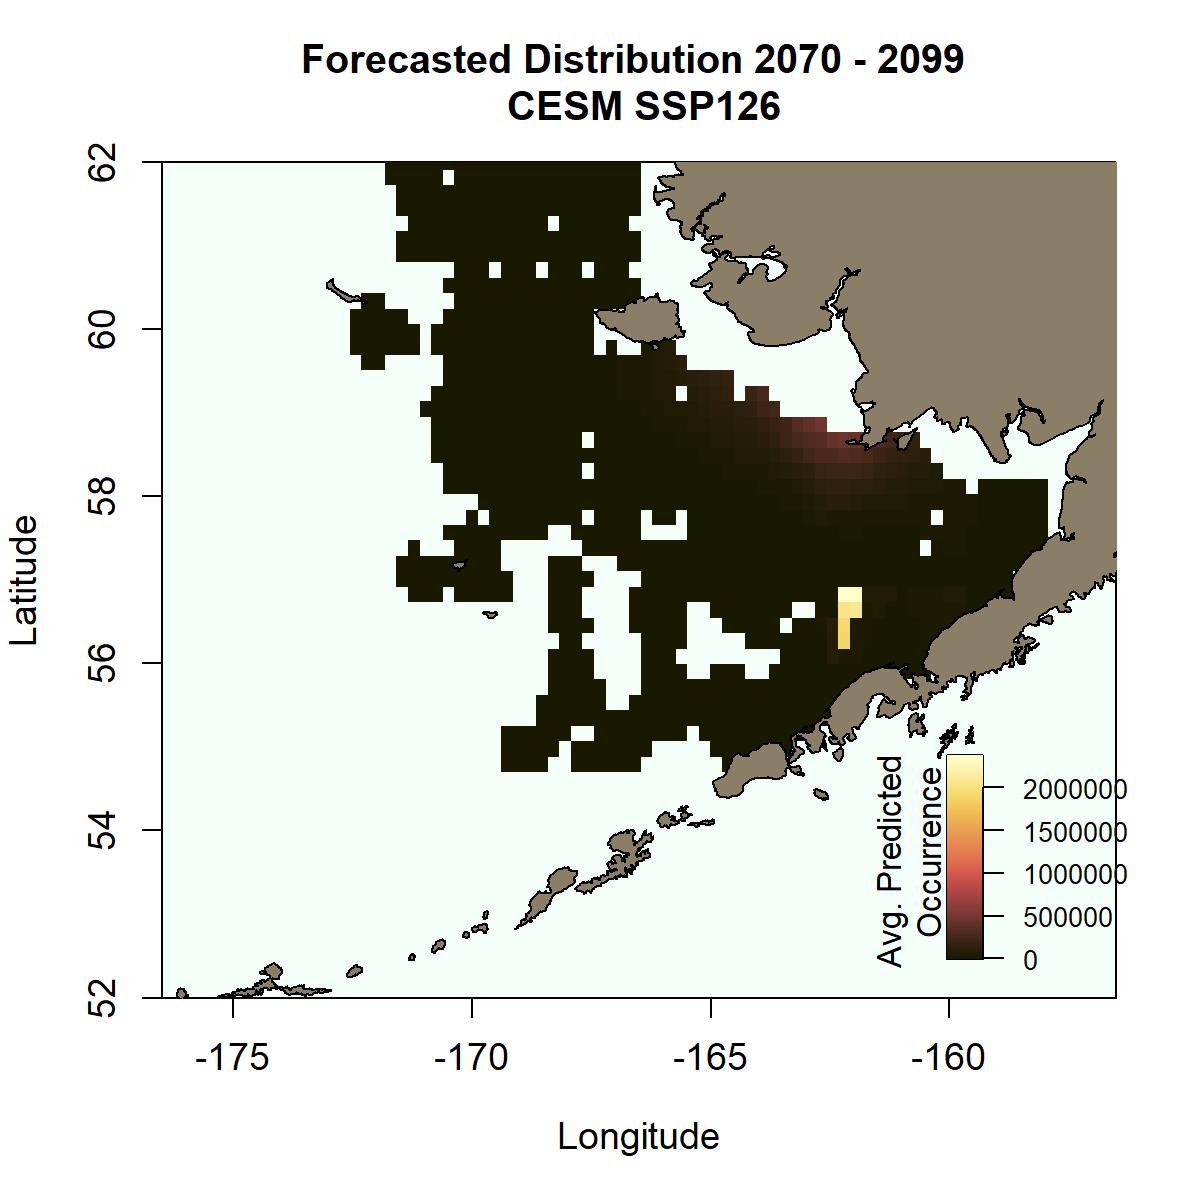 Forecasted Distribution 2070 - 2099
CESM SSP126
62
60
58
56
54
52
Latitude
-175
-170
-165
-160
Longitude
Avg. Predicted
Occurrence
2000000
1500000
1000000
500000
0